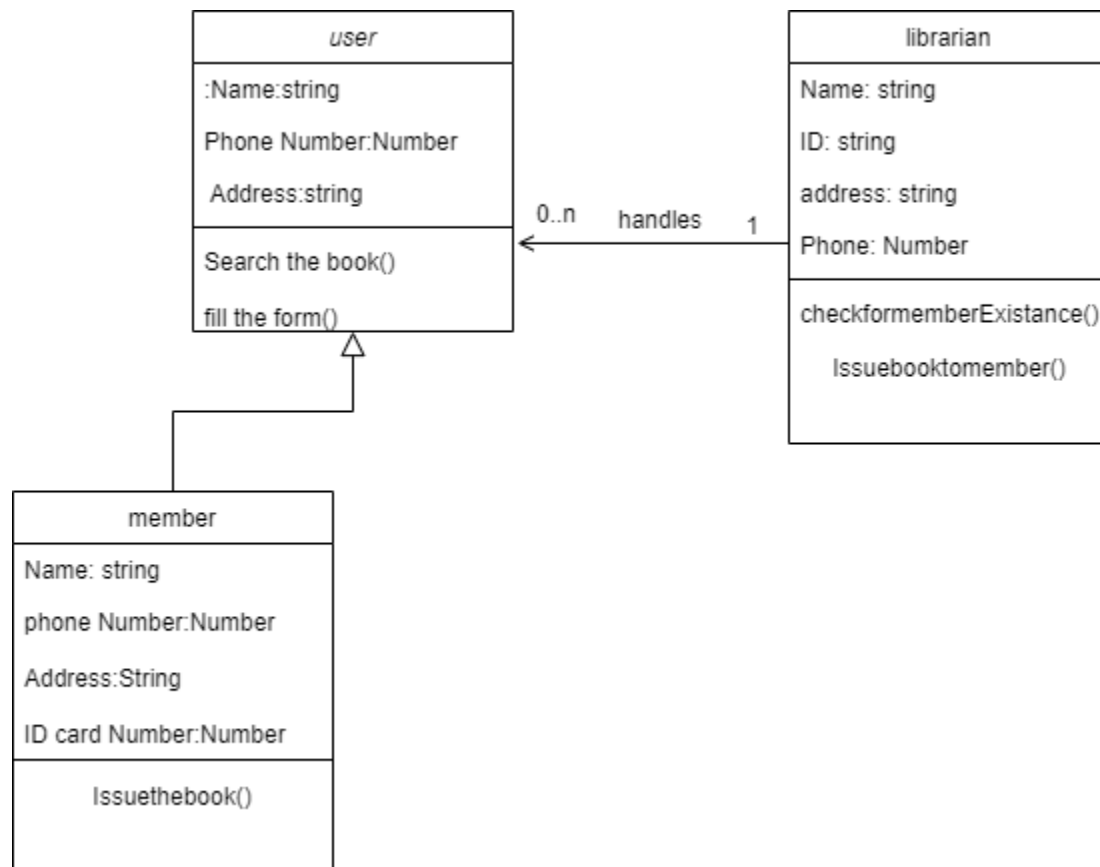 user
:Name:string
Phone Number:Number
Address:string
Search the book()
fill the form()
0..n
handles
1
librarian
Name: string
ID: string
address: string
Phone: Number
checkformemberExistance()
Issuebooktomember()
member
Name: string
phone Number:Number
Address:String
ID card Number:Number
Issuethebook()